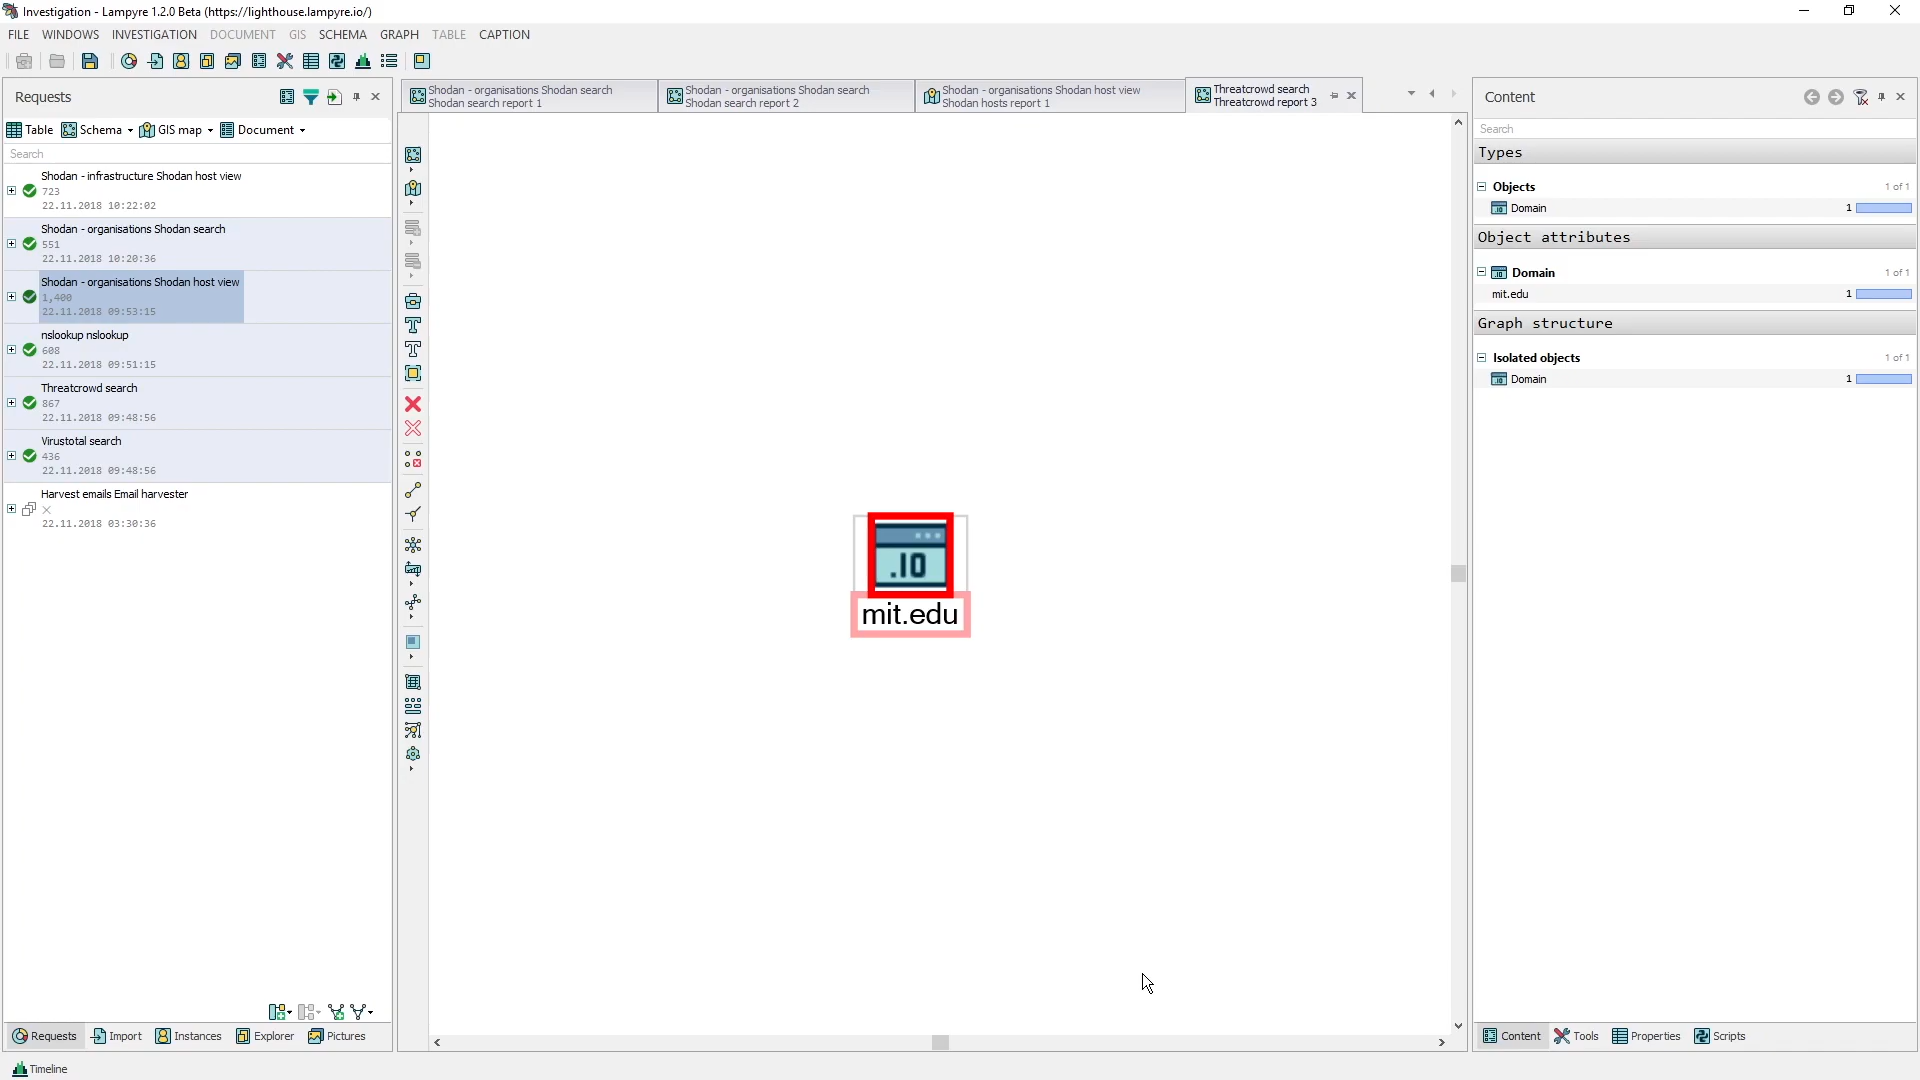 Investigation - Lampyre 1.2.0 Beta (https://lighthouse.lampyre.io/)
FILE WINDOWS INVESTIGATION DOCUMENT GIS SCHEMA GRAPH TABLE CAPTION
Requests
Table Schema GIS map Document
Search
Shodan - infrastructure Shodan host view
723
22.11.2018 10:22:02
Shodan - organisations Shodan search
551
22.11.2018 10:20:36
Shodan - organisations Shodan host view
1,400
22.11.2018 09:53:15
nslookup nslookup
608
22.11.2018 09:51:15
Threatcrowd search
867
22.11.2018 09:48:56
Virustotal search
436
22.11.2018 09:48:56
Harvest emails Email harvester
22.11.2018 03:30:36
Requests Import Instances Explorer Pictures
Timeline
Shodan - organisations Shodan search
Shodan search report 1
Shodan - organisations Shodan search
Shodan search report 2
Shodan - organisations Shodan host view
Shodan hosts report 1
Threatcrowd search
Threatcrowd report 3
.IO
mit.edu
Content
Search
Types
Objects 1 of 1
Domain 1
Object attributes
Domain 1 of 1
mit.edu 1
Graph structure
Isolated objects 1 of 1
Domain 1
Content Tools Properties Scripts